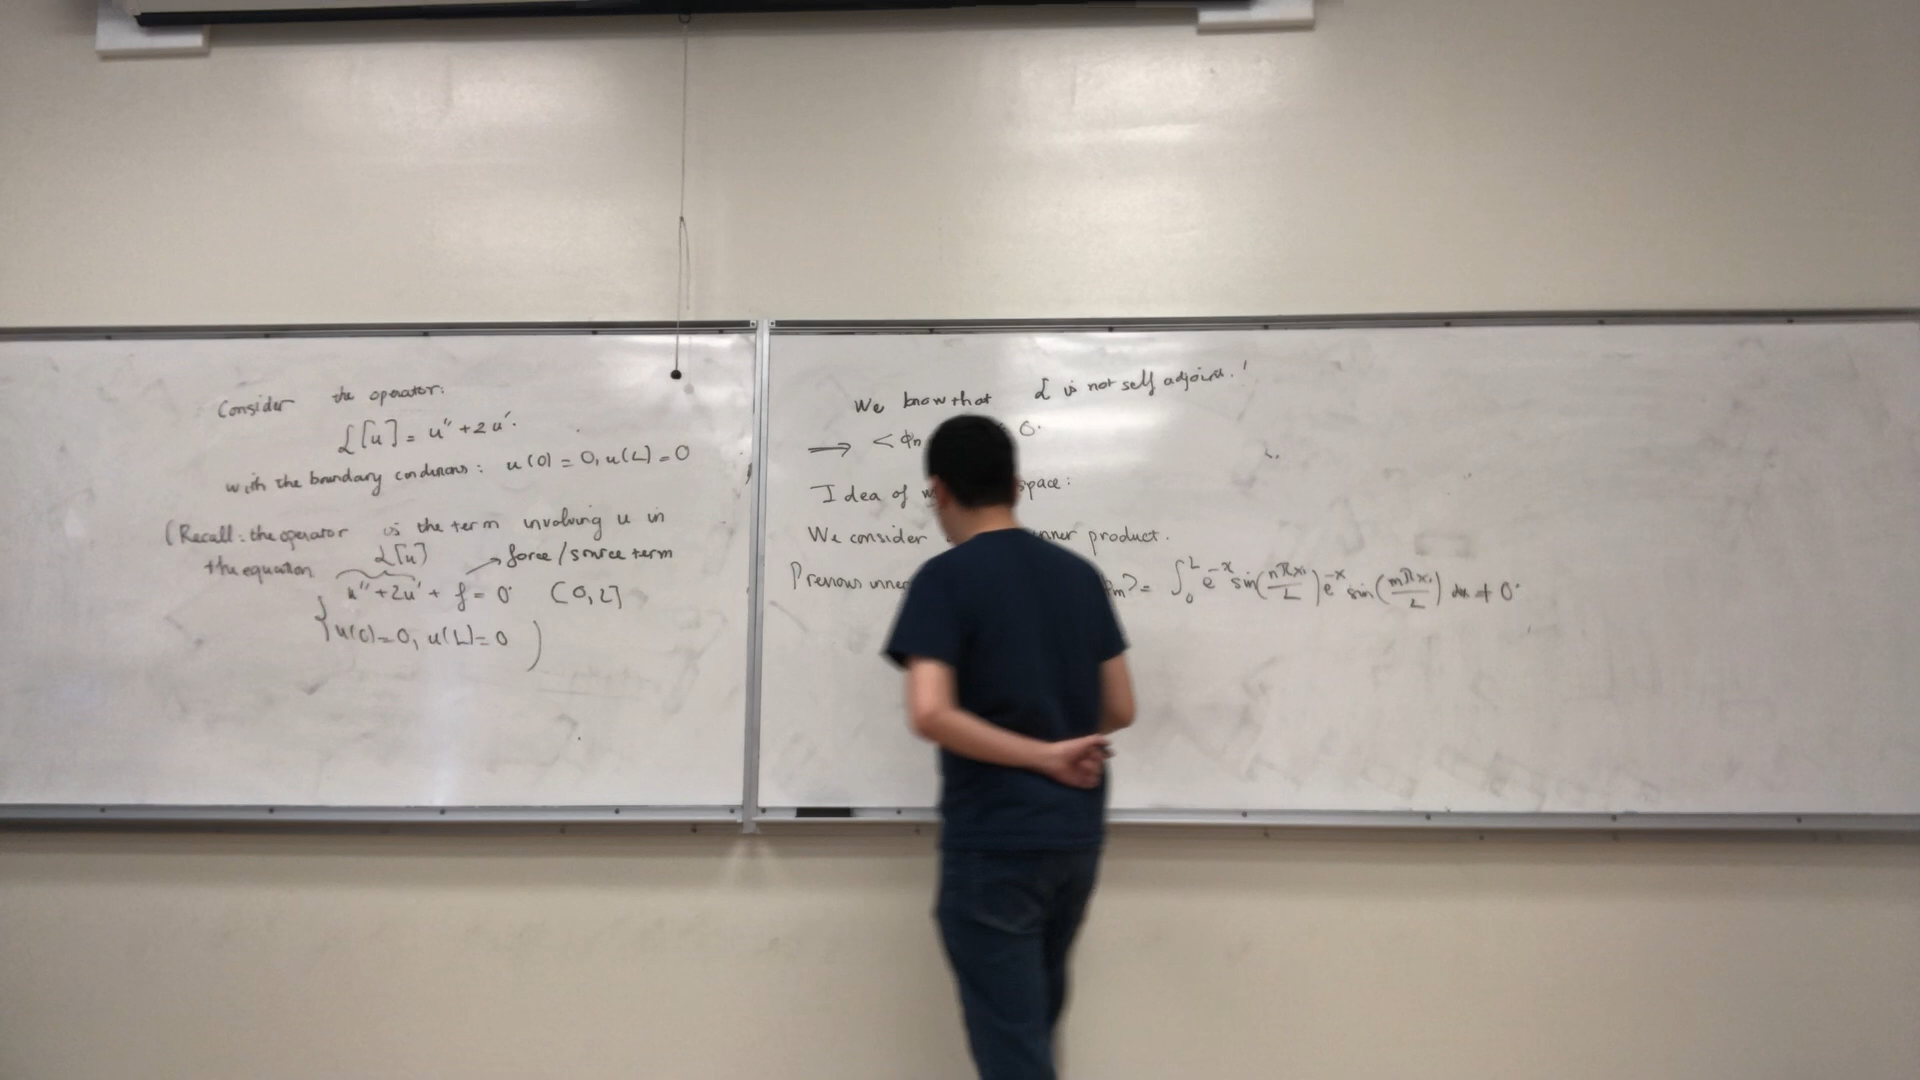 Consider the operator:
L[u] = u'' + 2u'.
with the boundary conditions: u(0) = 0, u(L) = 0
(Recall: the operator is the term involving u in
the equation L[u] → force/source term
{ u'' + 2u' + f = 0 [0, L]
u(0) = 0, u(L) = 0 )
We know that L is not self adjoint!
⟹ < ϕn 0.
Idea of space:
We consider inner product.
Previous m> = ∫₀ᴸ e^{-x} sin(nπx/L) e^{-x} sin(mπx/L) dx ≠ 0.